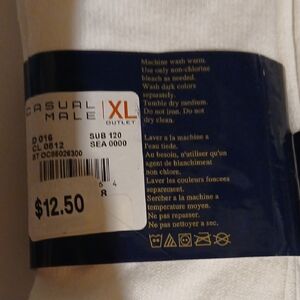 CASUAL
MALE
XL
OUTLET
D 016
SUB 120
CL 0812
SEA 0000
$12.50
Machine wash warm.
Use only non-chlorine
bleach as needed.
Wash dark colors
separately.
Tumble dry medium.
Do not iron. Do not
dry clean.
Laver a la machine a
l'eau tiede.
Au besoin, n'utiliser qu'un
agent de blanchiment
non chlore.
Laver les couleurs foncees
separement.
Sercher a la machine a
temperature moyen.
Ne pas repasser.
Ne pas nettoyer a sec.